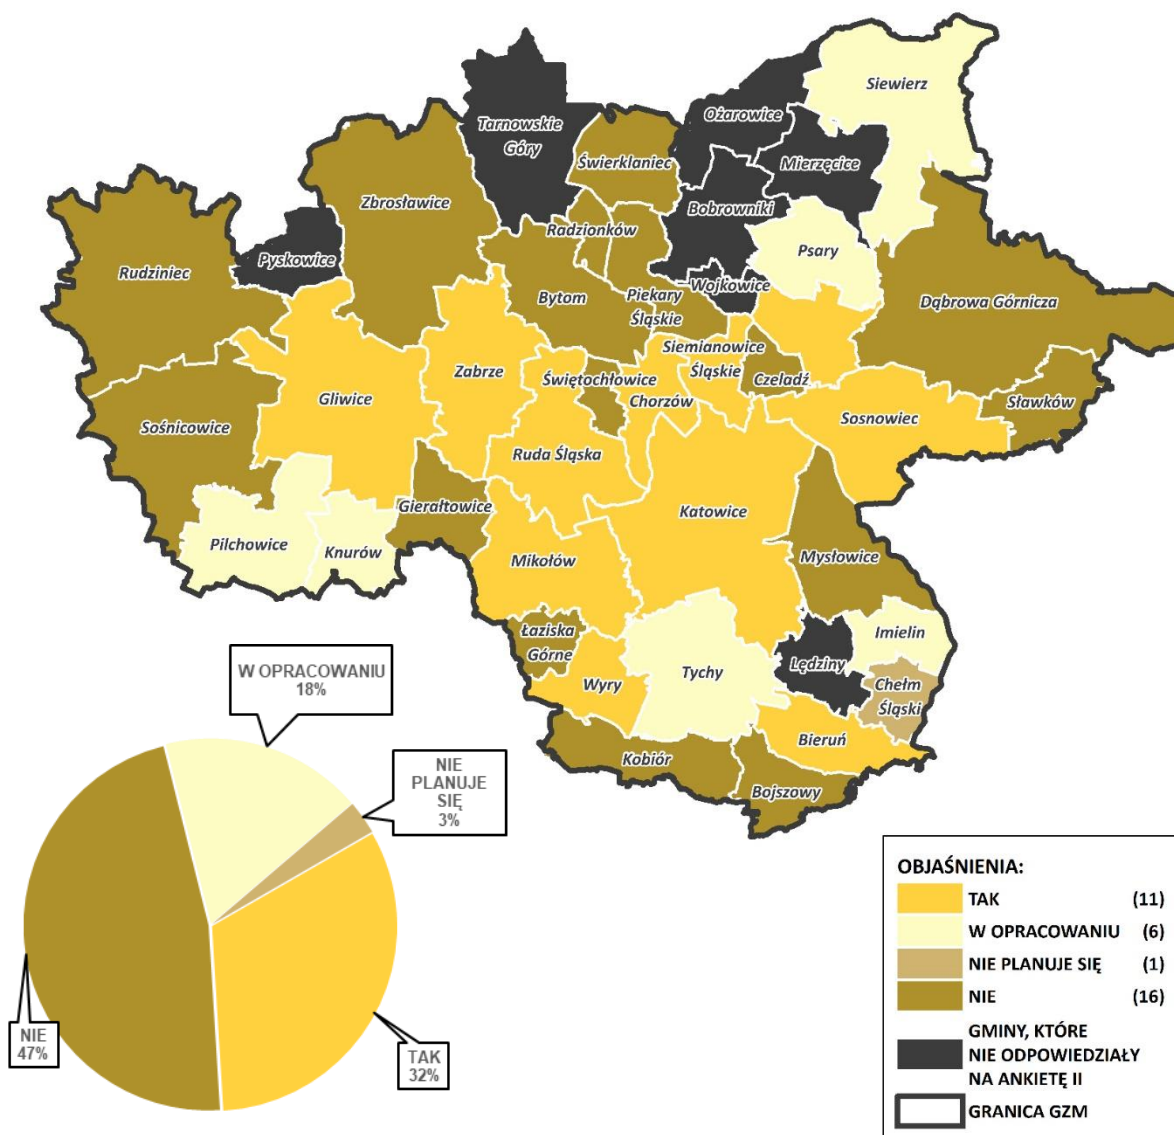 Siewierz
Ożarowice
Tarnowskie
Góry
Mierzęcice
Świerklaniec
Zbrosławice
Bobrowniki
Radzionków
Psary
Pyskowice
Rudziniec
Wojkowice
Bytom
Piekary
Śląskie
Dąbrowa Górnicza
Siemianowice
Śląskie
Zabrze
Świętochłowice
Czeladź
Gliwice
Chorzów
Sławków
Sosnowiec
Sośnicowice
Ruda Śląska
Gierałtowice
Katowice
Pilchowice
Knurów
Mikołów
Mysłowice
Łaziska
Górne
Imielin
Lędziny
Tychy
Wyry
Chełm
Śląski
Bieruń
Kobiór
Bojszowy
W OPRACOWANIU
18%
NIE
PLANUJE
SIĘ
3%
NIE
47%
TAK
32%
OBJAŚNIENIA:
TAK (11)
W OPRACOWANIU (6)
NIE PLANUJE SIĘ (1)
NIE (16)
GMINY, KTÓRE
NIE ODPOWIEDZIAŁY
NA ANKIETĘ II
GRANICA GZM